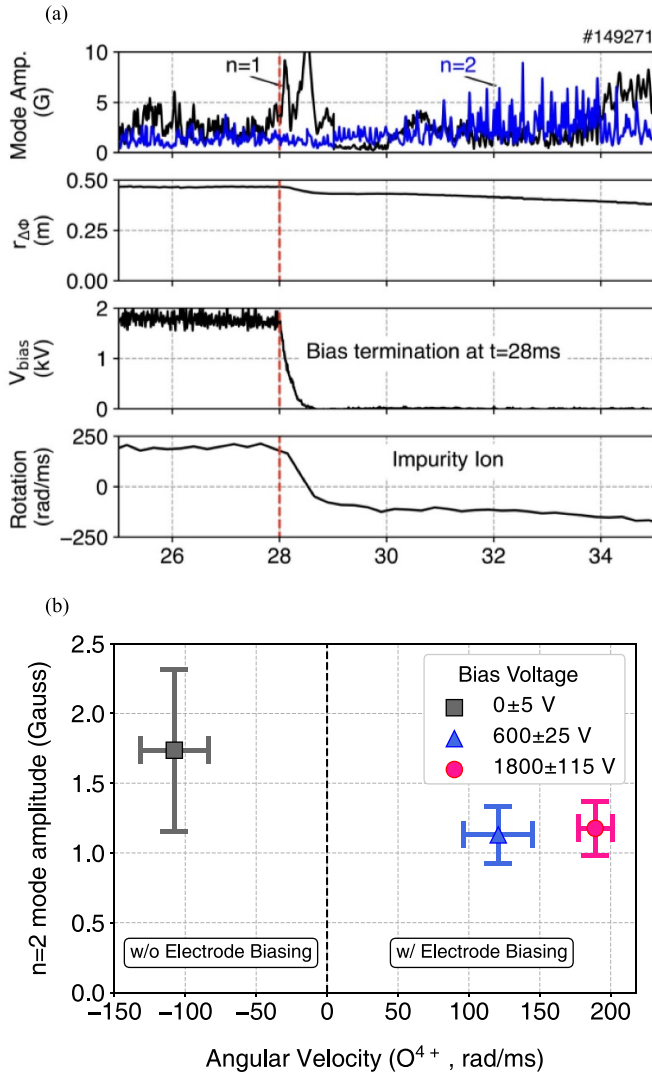 (a)
#149271
n=1
n=2
Mode Amp.
(G)
10
5
0
r_ΔΦ
(m)
0.50
0.25
0.00
V_bias
(kV)
2
1
0
Bias termination at t=28ms
Rotation
(rad/ms)
250
0
−250
Impurity Ion
26 28 30 32 34
(b)
n=2 mode amplitude (Gauss)
2.5
2.0
1.5
1.0
0.5
0.0
Bias Voltage
0±5 V
600±25 V
1800±115 V
w/o Electrode Biasing
w/ Electrode Biasing
−150 −100 −50 0 50 100 150 200
Angular Velocity (O⁴⁺ , rad/ms)